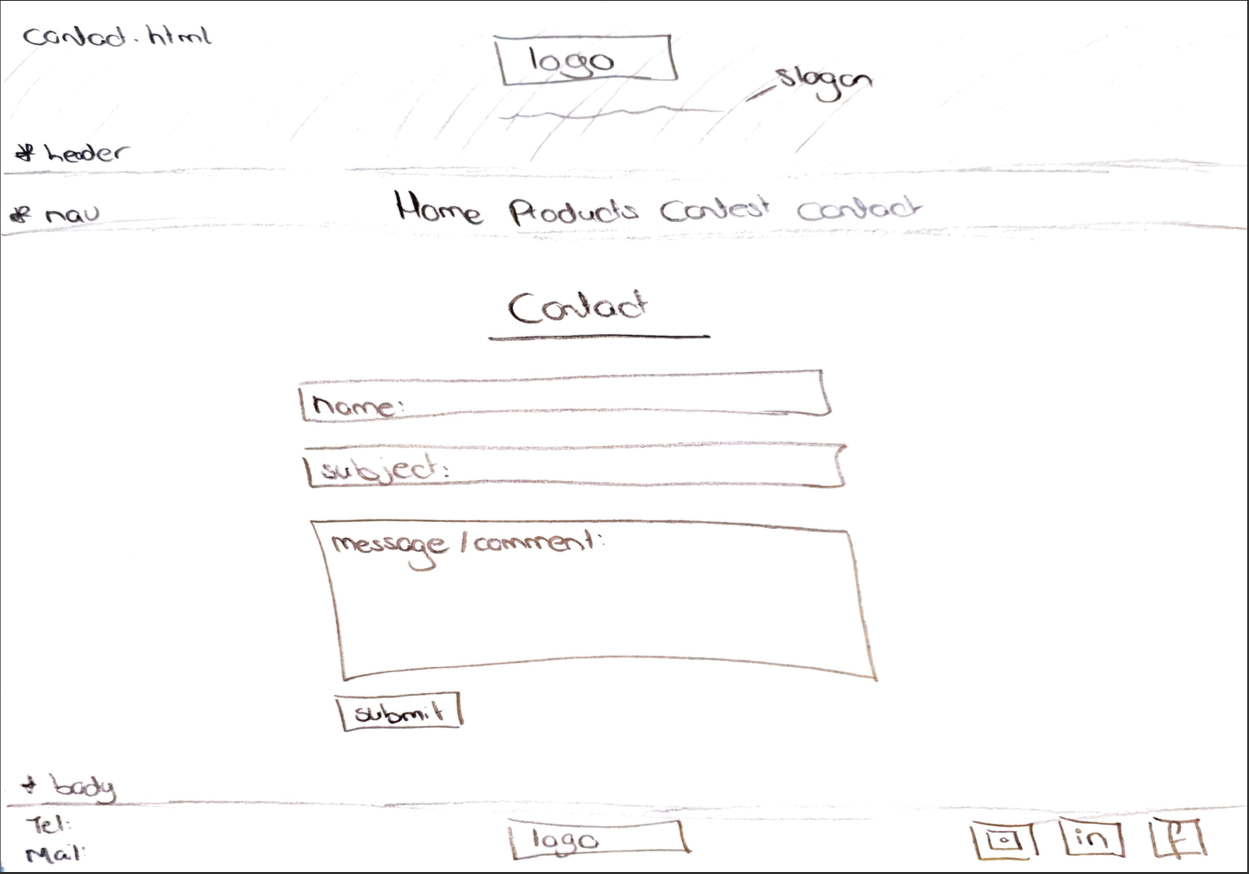 contact.html
logo
slogan
* header
* nav
Home Products Contest Contact
Contact
name:
subject:
message / comment:
submit
* body
Tel:
Mail:
logo
in
f